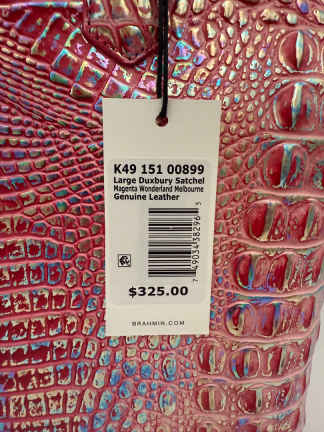 K49 151 00899
Large Duxbury Satchel
Magenta Wonderland Melbourne
Genuine Leather
$325.00
BRAHMIN.COM